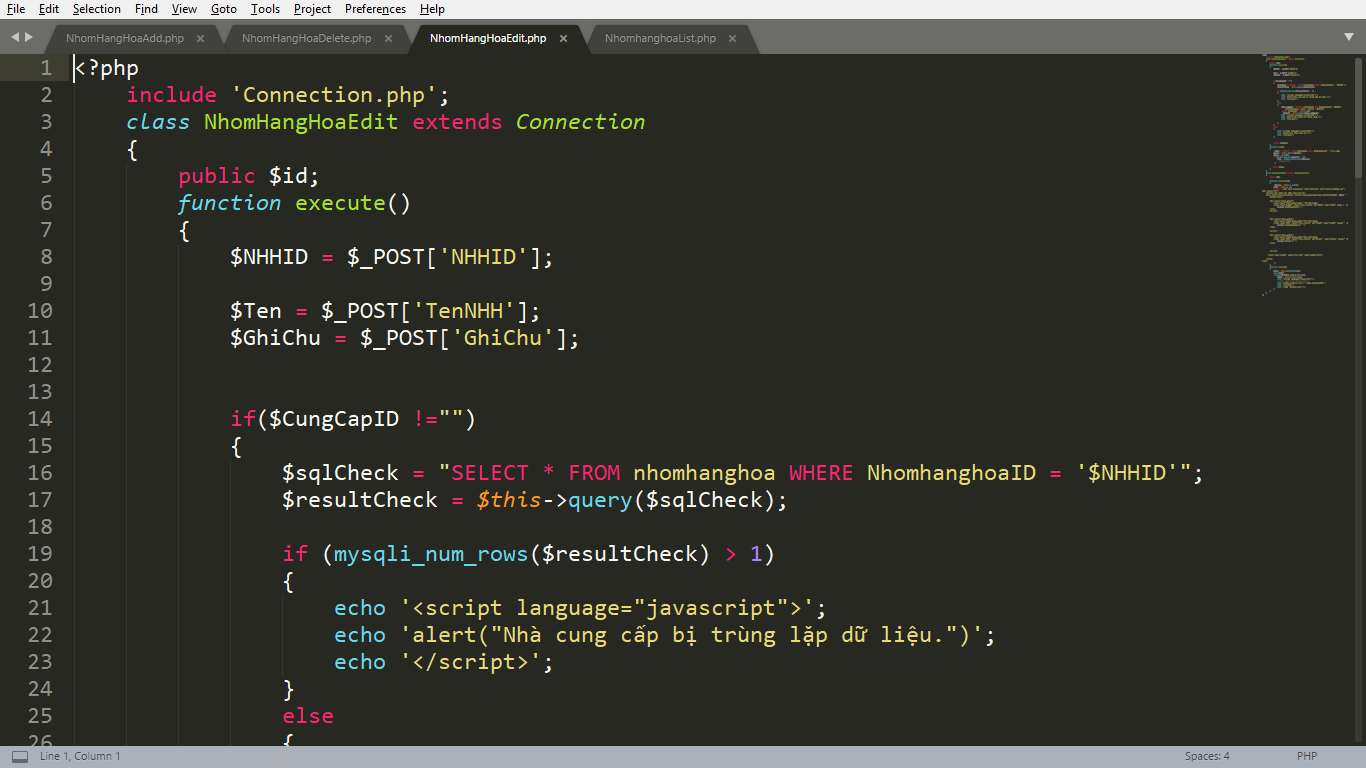 File Edit Selection Find View Goto Tools Project Preferences Help
NhomHangHoaAdd.php × NhomHangHoaDelete.php × NhomHangHoaEdit.php × NhomhanghoaList.php ×
1 <?php
2 include 'Connection.php';
3 class NhomHangHoaEdit extends Connection
4 {
5 public $id;
6 function execute()
7 {
8 $NHHID = $_POST['NHHID'];
9
10 $Ten = $_POST['TenNHH'];
11 $GhiChu = $_POST['GhiChu'];
12
13
14 if($CungCapID !="")
15 {
16 $sqlCheck = "SELECT * FROM nhomhanghoa WHERE NhomhanghoaID = '$NHHID'";
17 $resultCheck = $this->query($sqlCheck);
18
19 if (mysqli_num_rows($resultCheck) > 1)
20 {
21 echo '<script language="javascript">';
22 echo 'alert("Nhà cung cấp bị trùng lặp dữ liệu.")';
23 echo '</script>';
24 }
25 else
26 {
Line 1, Column 1 Spaces: 4 PHP